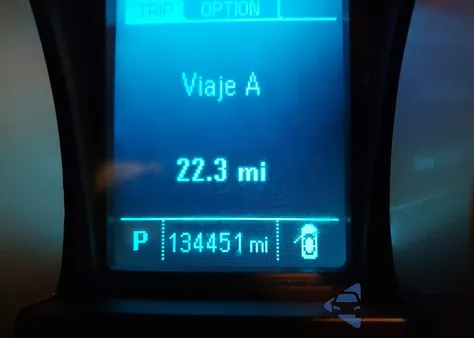 TRIP OPTION
Viaje A
22.3 mi
P 134451 mi